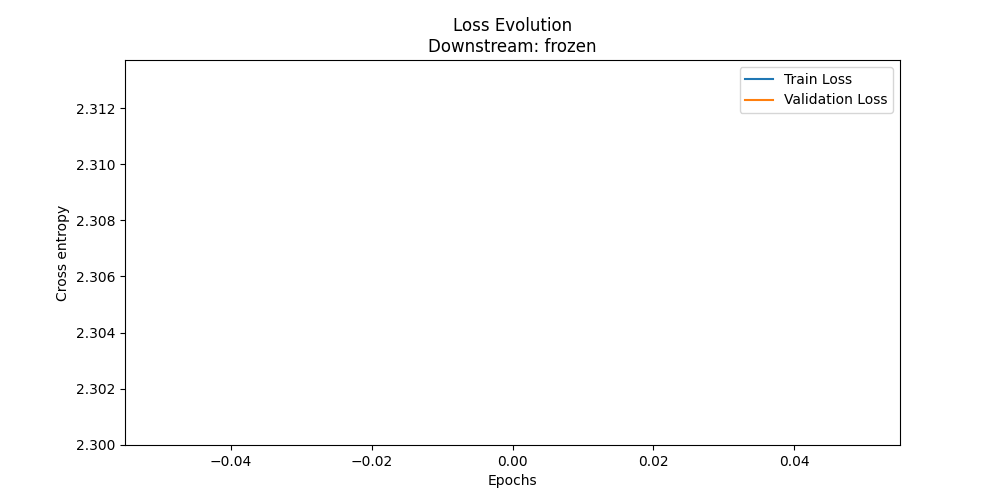 Loss Evolution
Downstream: frozen
Train Loss
Validation Loss
Cross entropy
2.312
2.310
2.308
2.306
2.304
2.302
2.300
−0.04
−0.02
0.00
0.02
0.04
Epochs